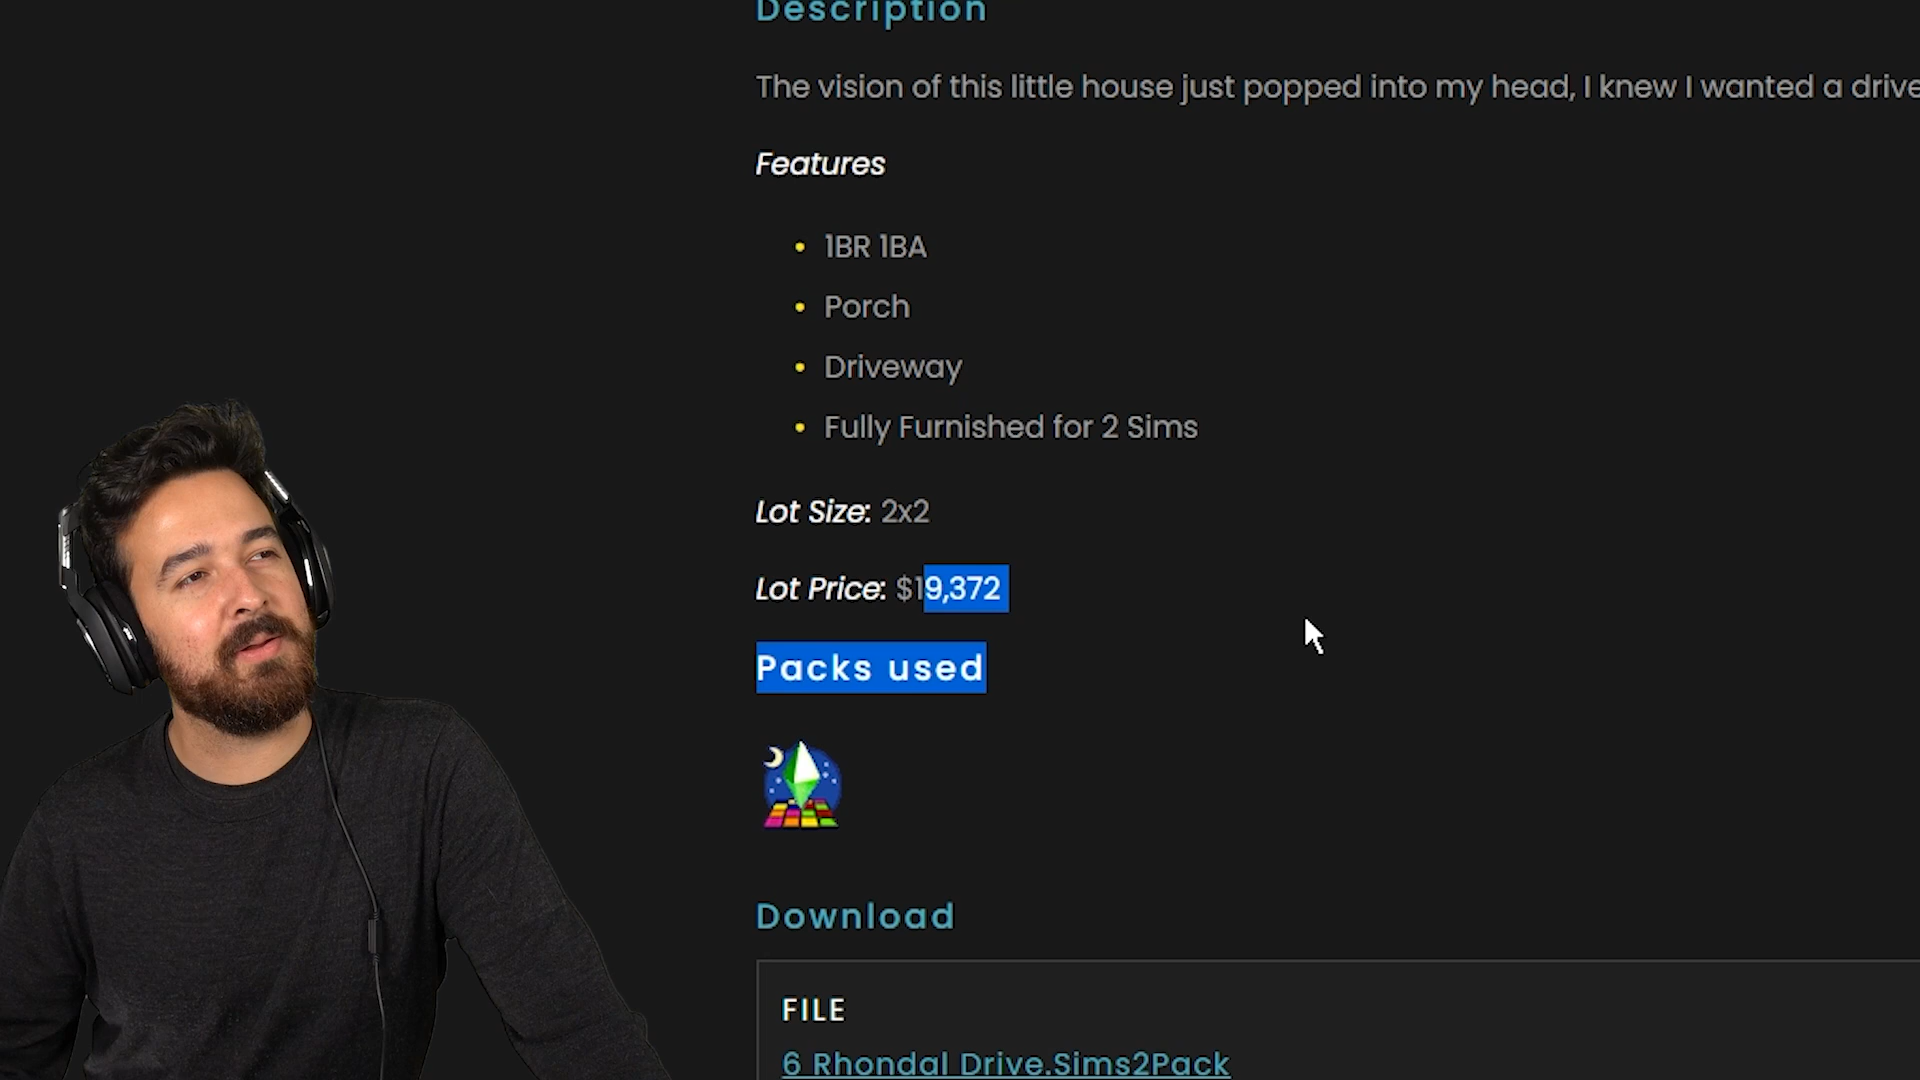 Description
The vision of this little house just popped into my head, I knew I wanted a drive
Features
• 1BR 1BA
• Porch
• Driveway
• Fully Furnished for 2 Sims
Lot Size: 2x2
Lot Price: $19,372
Packs used
Download
FILE
6 Rhondal Drive.Sims2Pack